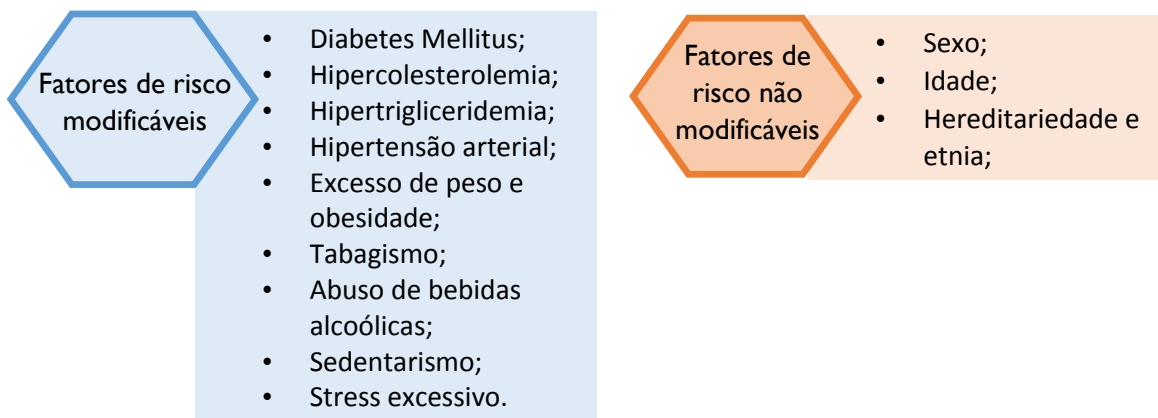 Fatores de risco
modificáveis
• Diabetes Mellitus;
• Hipercolesterolemia;
• Hipertrigliceridemia;
• Hipertensão arterial;
• Excesso de peso e
obesidade;
• Tabagismo;
• Abuso de bebidas
alcoólicas;
• Sedentarismo;
• Stress excessivo.
Fatores de
risco não
modificáveis
• Sexo;
• Idade;
• Hereditariedade e
etnia;